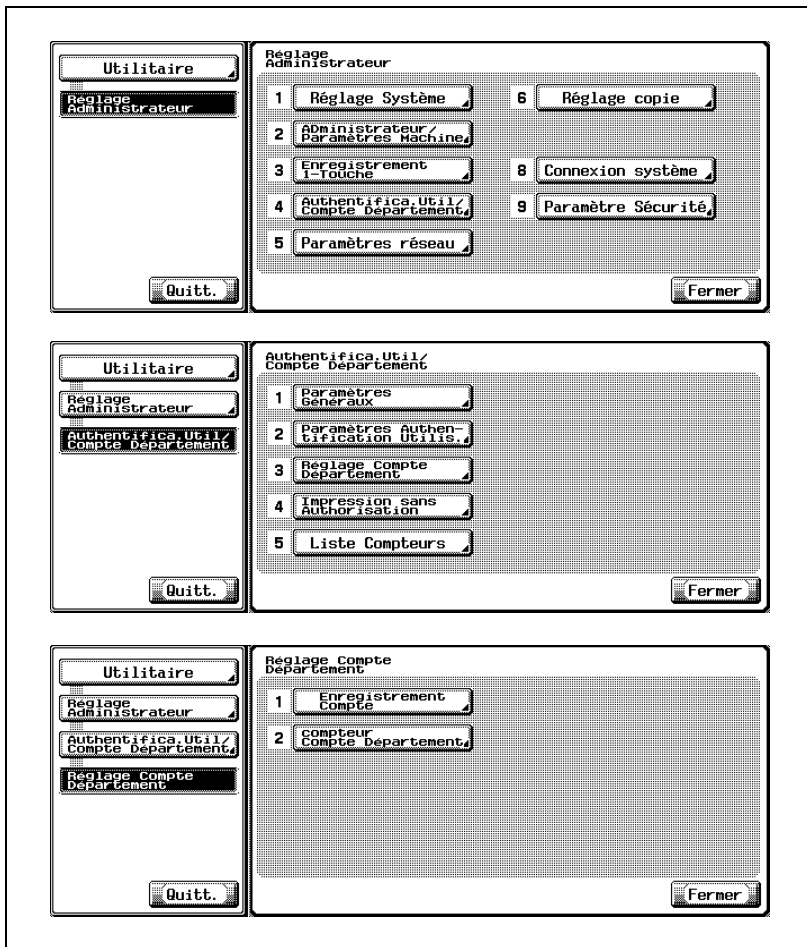 Utilitaire
Réglage
Administrateur
Quitt.
Réglage
Administrateur
1 Réglage Système
2 ADministrateur/
Paramètres Machine
3 Enregistrement
1-Touche
4 Authentifica.Util/
Compte Département
5 Paramètres réseau
6 Réglage copie
8 Connexion système
9 Paramètre Sécurité
Fermer
Utilitaire
Réglage
Administrateur
Authentifica.Util/
Compte Département
Quitt.
Authentifica.Util/
Compte Département
1 Paramètres
Généraux
2 Paramètres Authen-
tification Utilis.
3 Réglage Compte
Département
4 Impression sans
Authorisation
5 Liste Compteurs
Fermer
Utilitaire
Réglage
Administrateur
Authentifica.Util/
Compte Département
Réglage Compte
Département
Quitt.
Réglage Compte
Département
1 Enregistrement
Compte
2 compteur
Compte Département
Fermer